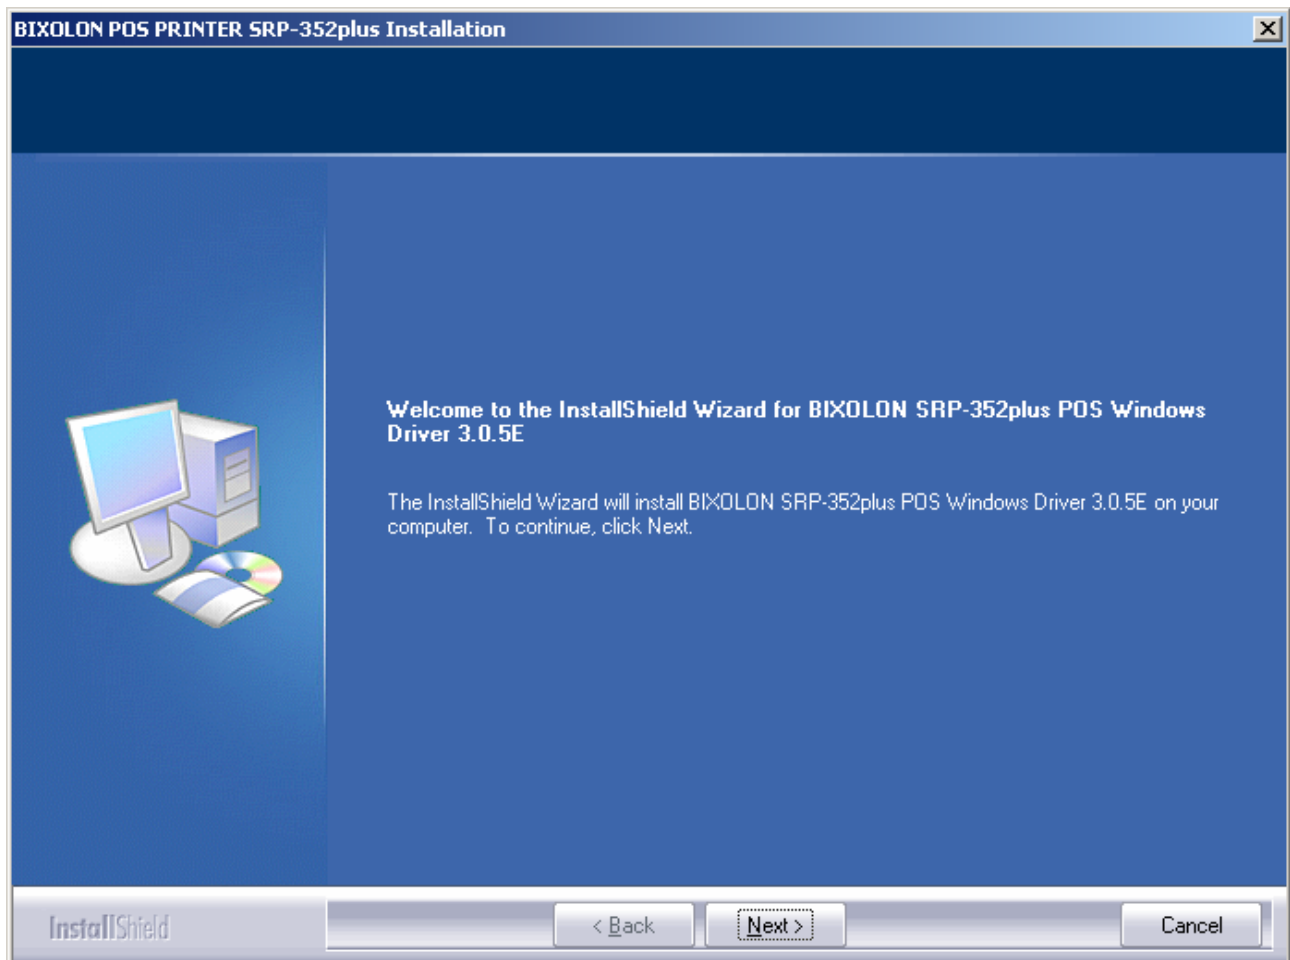 BIXOLON POS PRINTER SRP-352plus Installation
Welcome to the InstallShield Wizard for BIXOLON SRP-352plus POS Windows
Driver 3.0.5E
The InstallShield Wizard will install BIXOLON SRP-352plus POS Windows Driver 3.0.5E on your
computer.  To continue, click Next.
InstallShield
< Back
Next >
Cancel